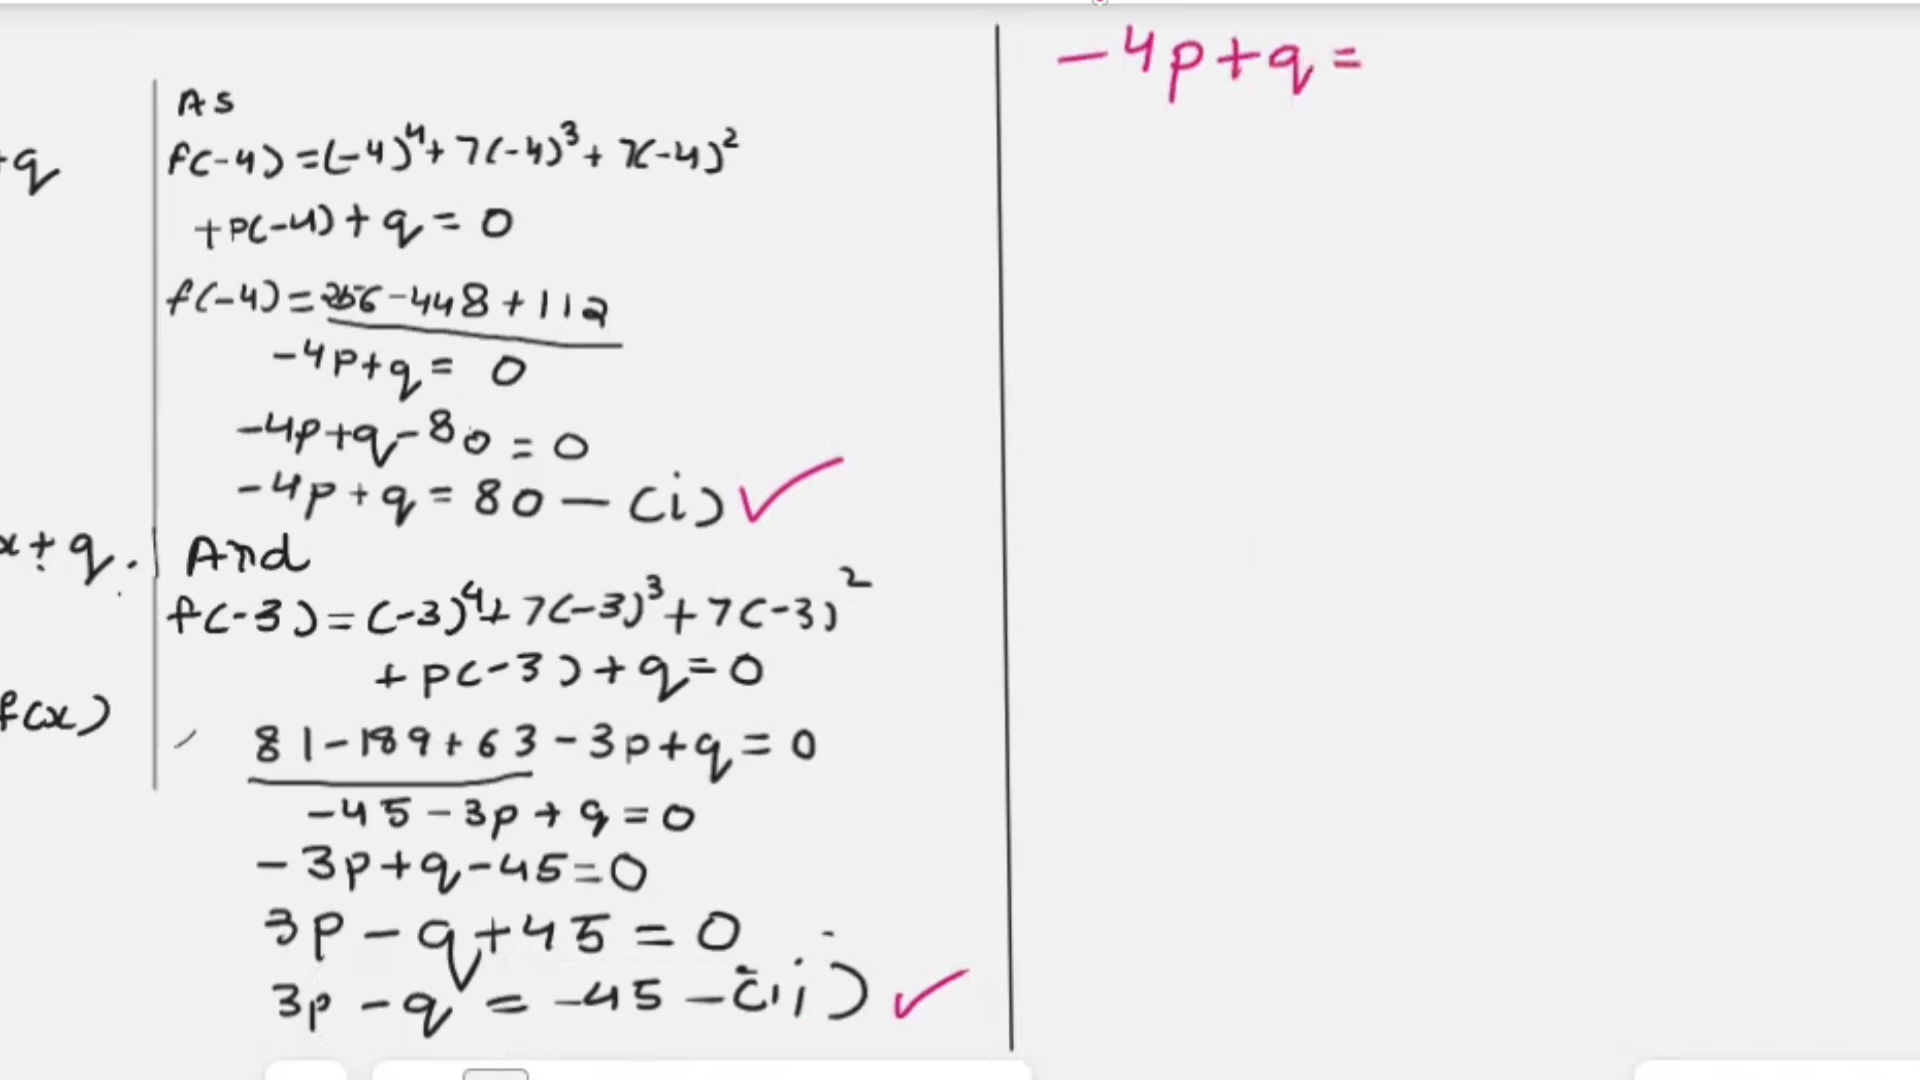 +q
x+q.
f(x)
As
f(-4) = (-4)⁴ + 7(-4)³ + 7(-4)²
+p(-4) + q = 0
f(-4) = 256 - 448 + 112
-4p+q = 0
-4p+q-80 = 0
-4p+q = 80 — (i) ✓
And
f(-3) = (-3)⁴ + 7(-3)³ + 7(-3)²
+ p(-3) + q = 0
81 - 189 + 63 - 3p + q = 0
-45 - 3p + q = 0
-3p+q-45=0
3p - q + 45 = 0
3p - q = -45 — (ii) ✓
-4p+q =